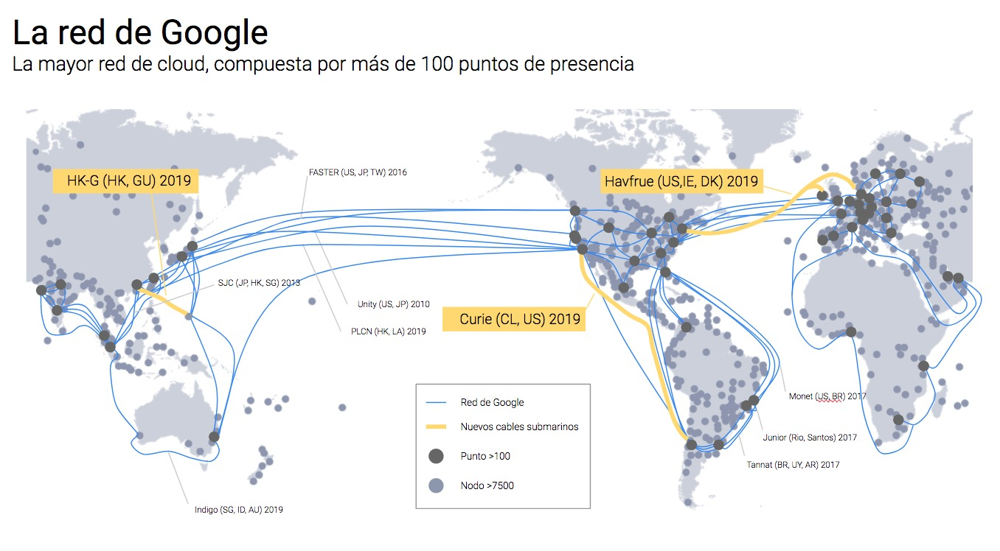 La red de Google
La mayor red de cloud, compuesta por más de 100 puntos de presencia
HK-G (HK, GU) 2019
FASTER (US, JP, TW) 2016
Havfrue (US,IE, DK) 2019
SJC (JP, HK, SG) 2013
Unity (US, JP) 2010
Curie (CL, US) 2019
PLCN (HK, LA) 2019
Monet (US, BR) 2017
Junior (Rio, Santos) 2017
Tannat (BR, UY, AR) 2017
Indigo (SG, ID, AU) 2019
Red de Google
Nuevos cables submarinos
Punto >100
Nodo >7500